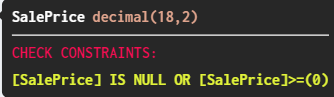 SalePrice decimal(18,2)
CHECK CONSTRAINTS:
[SalePrice] IS NULL OR [SalePrice]>=(0)